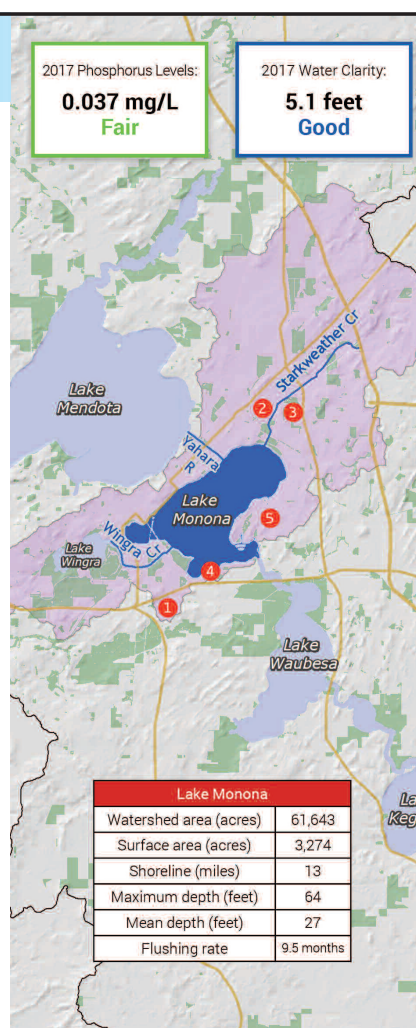 2017 Phosphorus Levels:
0.037 mg/L
Fair
2017 Water Clarity:
5.1 feet
Good
Starkweather Cr
Lake
Mendota
2
3
Yahara
R
Lake
Monona
5
Wingra Cr
Lake
Wingra
4
1
Lake
Waubesa
La
Keg
Lake Monona
Watershed area (acres) 61,643
Surface area (acres) 3,274
Shoreline (miles) 13
Maximum depth (feet) 64
Mean depth (feet) 27
Flushing rate 9.5 months